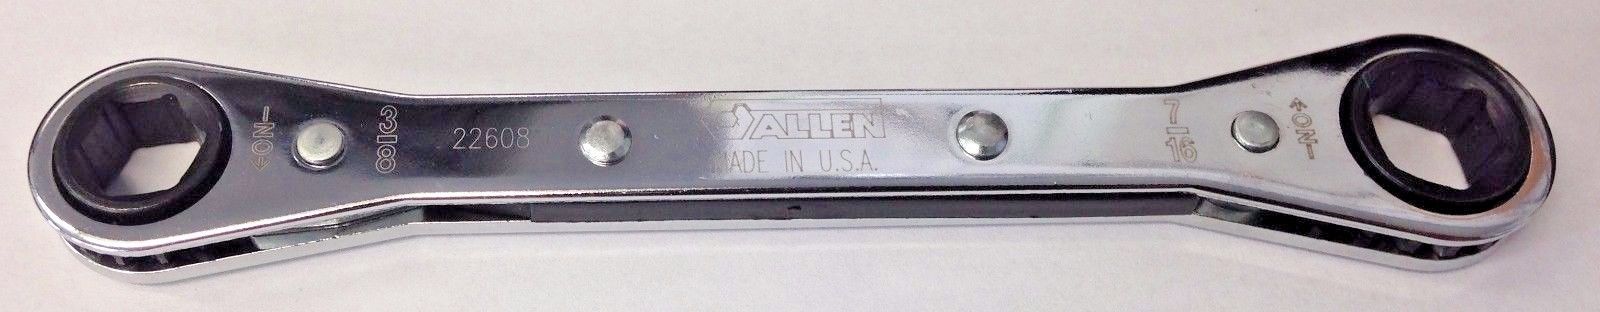 ←ON-
3/8
22608
ALLEN
MADE IN U.S.A.
7/16
←ON-